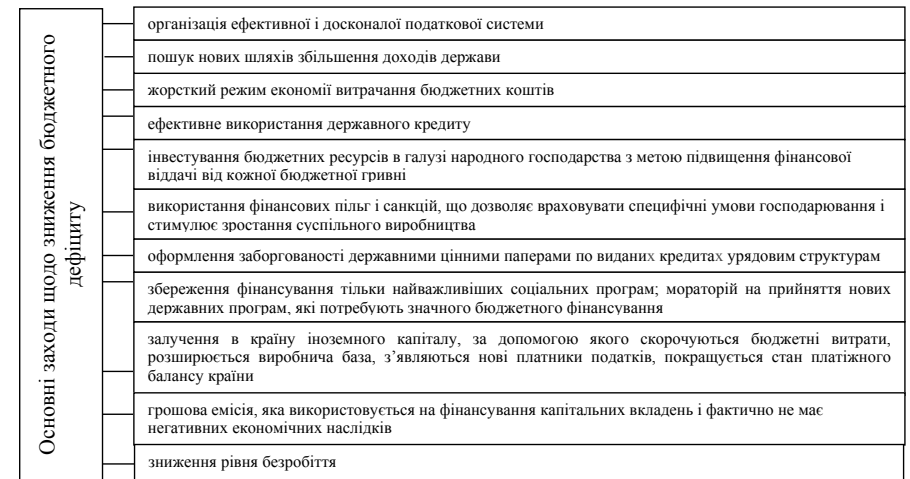 Основні заходи щодо зниження бюджетного
дефіциту
організація ефективної і досконалої податкової системи
пошук нових шляхів збільшення доходів держави
жорсткий режим економії витрачання бюджетних коштів
ефективне використання державного кредиту
інвестування бюджетних ресурсів в галузі народного господарства з метою підвищення фінансової
віддачі від кожної бюджетної гривні
використання фінансових пільг і санкцій, що дозволяє враховувати специфічні умови господарювання і
стимулює зростання суспільного виробництва
оформлення заборгованості державними цінними паперами по виданих кредитах урядовим структурам
збереження фінансування тільки найважливіших соціальних програм; мораторій на прийняття нових
державних програм, які потребують значного бюджетного фінансування
залучення в країну іноземного капіталу, за допомогою якого скорочуються бюджетні витрати,
розширюється виробнича база, з’являються нові платники податків, покращується стан платіжного
балансу країни
грошова емісія, яка використовується на фінансування капітальних вкладень і фактично не має
негативних економічних наслідків
зниження рівня безробіття